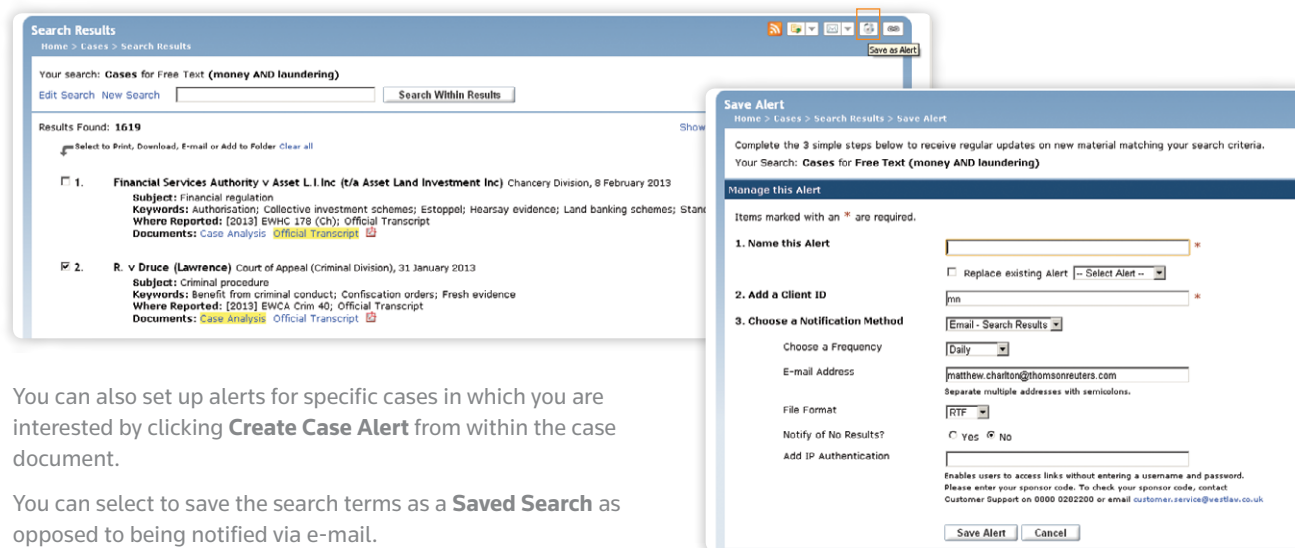 Search Results
Home > Cases > Search Results
Save as Alert
Your search: Cases for Free Text (money AND laundering)
Edit Search New Search Search Within Results
Results Found: 1619 Show
Select to Print, Download, E-mail or Add to Folder Clear all
1. Financial Services Authority v Asset L.I.Inc (t/a Asset Land Investment Inc) Chancery Division, 8 February 2013
Subject: Financial regulation
Keywords: Authorisation; Collective investment schemes; Estoppel; Hearsay evidence; Land banking schemes; Stan
Where Reported: [2013] EWHC 178 (Ch); Official Transcript
Documents: Case Analysis Official Transcript
2. R. v Druce (Lawrence) Court of Appeal (Criminal Division), 31 January 2013
Subject: Criminal procedure
Keywords: Benefit from criminal conduct; Confiscation orders; Fresh evidence
Where Reported: [2013] EWCA Crim 40; Official Transcript
Documents: Case Analysis Official Transcript
You can also set up alerts for specific cases in which you are
interested by clicking Create Case Alert from within the case
document.
You can select to save the search terms as a Saved Search as
opposed to being notified via e-mail.
Save Alert
Home > Cases > Search Results > Save Alert
Complete the 3 simple steps below to receive regular updates on new material matching your search criteria.
Your Search: Cases for Free Text (money AND laundering)
Manage this Alert
Items marked with an * are required.
1. Name this Alert *
Replace existing Alert -- Select Alert --
2. Add a Client ID mn *
3. Choose a Notification Method Email - Search Results
Choose a Frequency Daily
E-mail Address matthew.charlton@thomsonreuters.com
Separate multiple addresses with semicolons.
File Format RTF
Notify of No Results? Yes No
Add IP Authentication
Enables users to access links without entering a username and password.
Please enter your sponsor code. To check your sponsor code, contact
Customer Support on 0000 0202200 or email customer.service@westlaw.co.uk
Save Alert Cancel